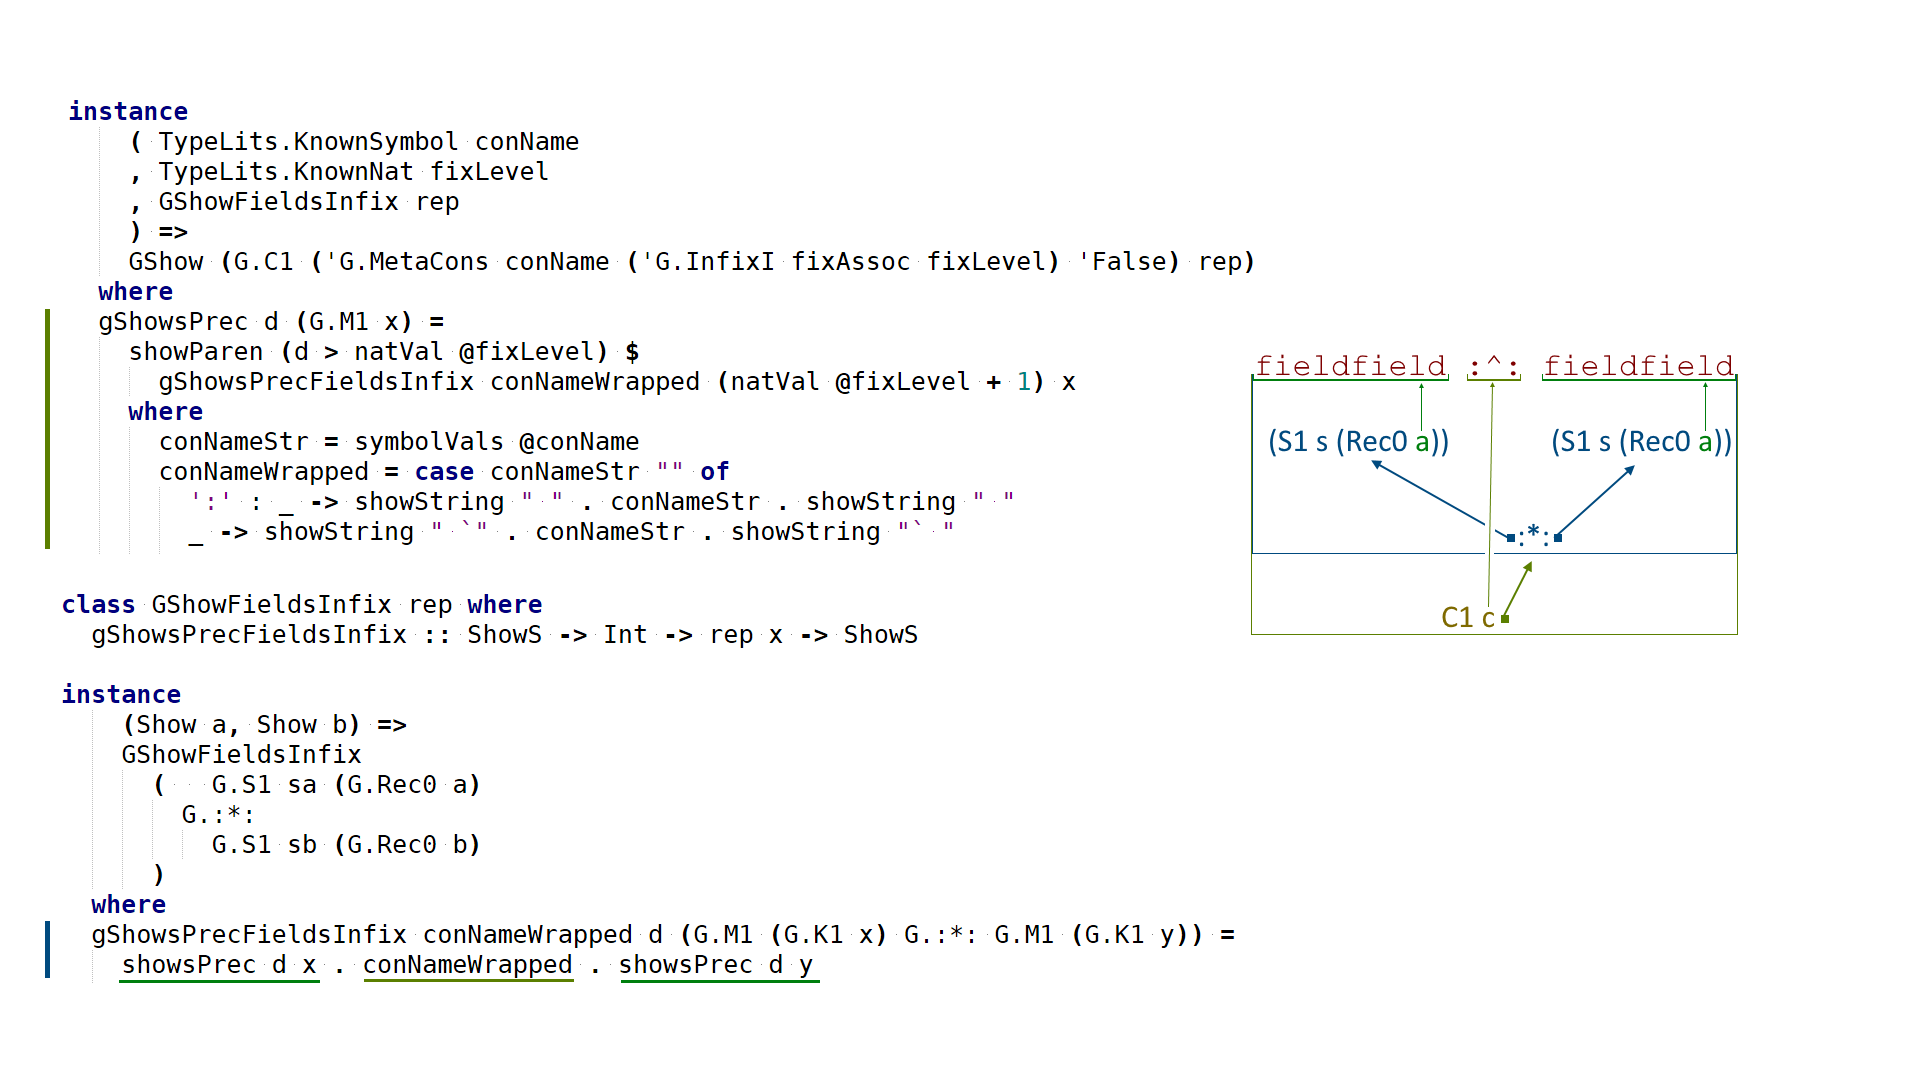 instance
( TypeLits.KnownSymbol conName
, TypeLits.KnownNat fixLevel
, GShowFieldsInfix rep
) =>
GShow (G.C1 ('G.MetaCons conName ('G.InfixI fixAssoc fixLevel) 'False) rep)
where
gShowsPrec d (G.M1 x) =
showParen (d > natVal @fixLevel) $
gShowsPrecFieldsInfix conNameWrapped (natVal @fixLevel + 1) x
where
conNameStr = symbolVals @conName
conNameWrapped = case conNameStr "" of
':' : _ -> showString " " . conNameStr . showString " "
_ -> showString " `" . conNameStr . showString "` "
class GShowFieldsInfix rep where
gShowsPrecFieldsInfix :: ShowS -> Int -> rep x -> ShowS
instance
(Show a, Show b) =>
GShowFieldsInfix
( G.S1 sa (G.Rec0 a)
G.:*:
G.S1 sb (G.Rec0 b)
)
where
gShowsPrecFieldsInfix conNameWrapped d (G.M1 (G.K1 x) G.:*: G.M1 (G.K1 y)) =
showsPrec d x . conNameWrapped . showsPrec d y
fieldfield :^: fieldfield
(S1 s (Rec0 a)) (S1 s (Rec0 a))
:*:
C1 c